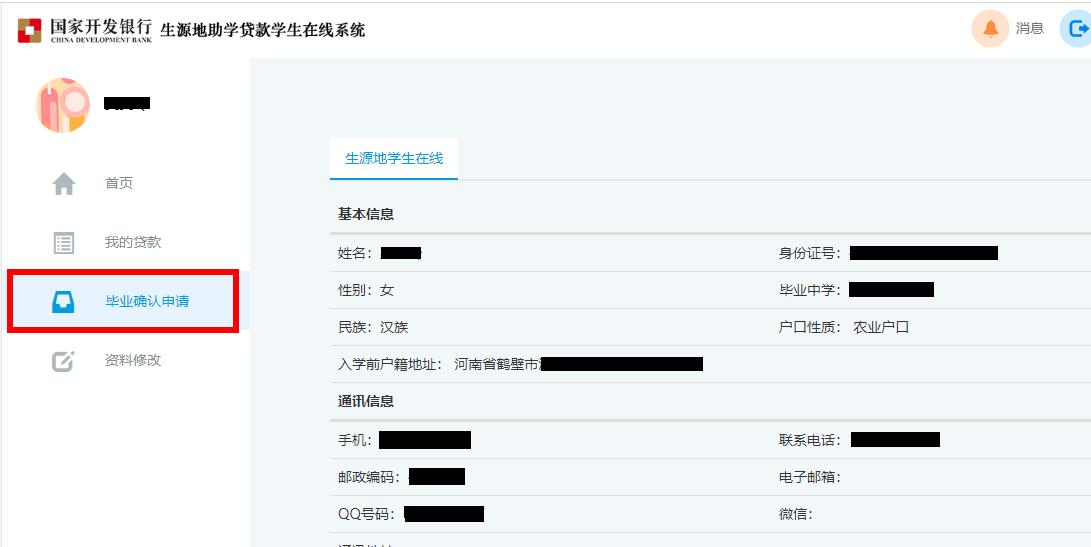 国家开发银行 生源地助学贷款学生在线系统
CHINA DEVELOPMENT BANK
消息
首页
我的贷款
毕业确认申请
资料修改
生源地学生在线
基本信息
姓名： 身份证号：
性别：女 毕业中学：
民族：汉族 户口性质： 农业户口
入学前户籍地址： 河南省鹤壁市
通讯信息
手机： 联系电话：
邮政编码： 电子邮箱：
QQ号码： 微信：